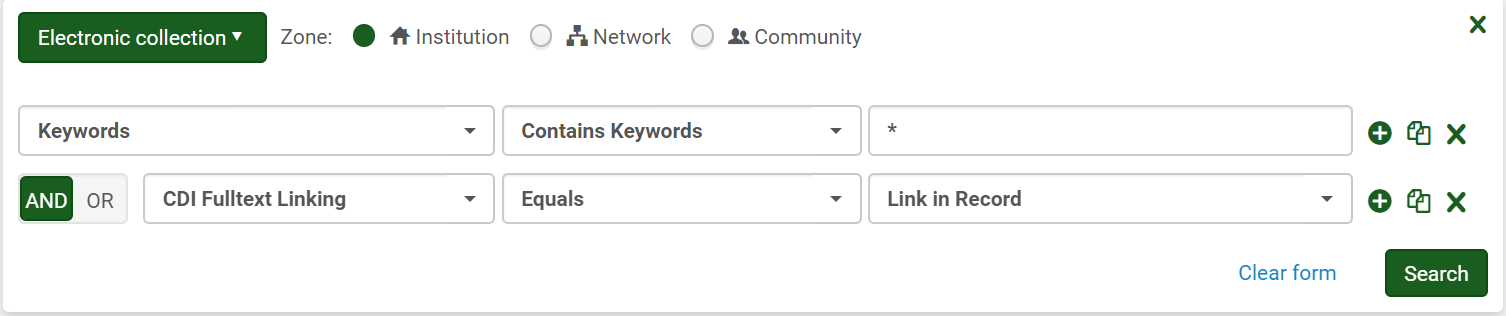 Electronic collection Zone: Institution Network Community
Keywords Contains Keywords *
AND OR CDI Fulltext Linking Equals Link in Record
Clear form Search